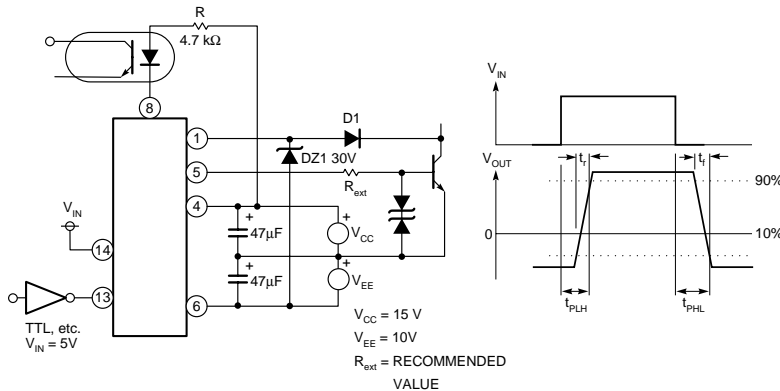 R
4.7 kΩ
8
1
D1
DZ1 30V
5
R_ext
4
V_IN
14
+
47µF
+
V_CC
+
47µF
+
V_EE
13
6
TTL, etc.
V_IN = 5V
V_CC = 15 V
V_EE = 10V
R_ext = RECOMMENDED
VALUE
V_IN
t_r
t_f
V_OUT
90%
0
10%
t_PLH
t_PHL